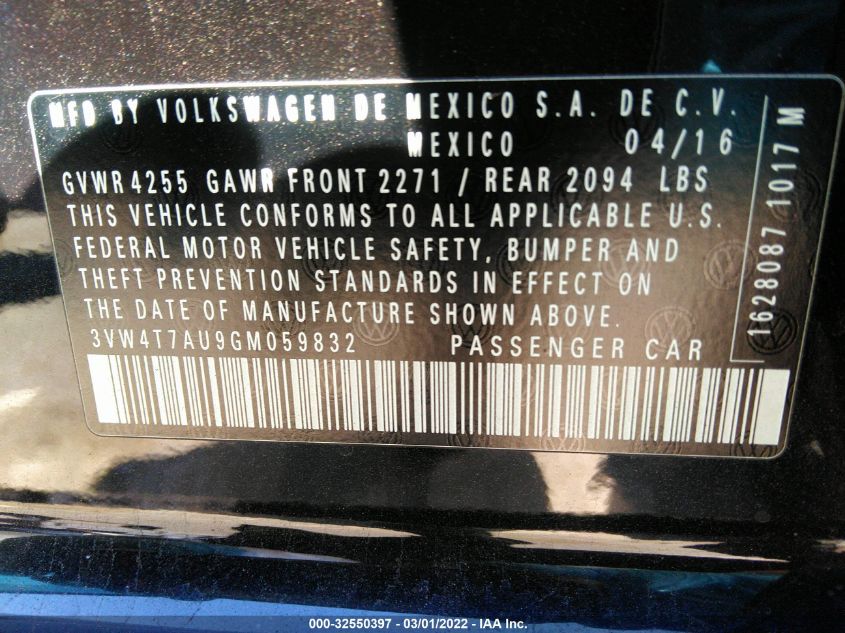 MFD BY VOLKSWAGEN DE MEXICO S.A. DE C.V.
MEXICO 04/16
GVWR 4255 GAWR FRONT 2271 / REAR 2094 LBS
THIS VEHICLE CONFORMS TO ALL APPLICABLE U.S.
FEDERAL MOTOR VEHICLE SAFETY, BUMPER AND
THEFT PREVENTION STANDARDS IN EFFECT ON
THE DATE OF MANUFACTURE SHOWN ABOVE.
3VW4T7AU9GM059832 PASSENGER CAR
1628087 1017 M
000-32550397 - 03/01/2022 - IAA Inc.